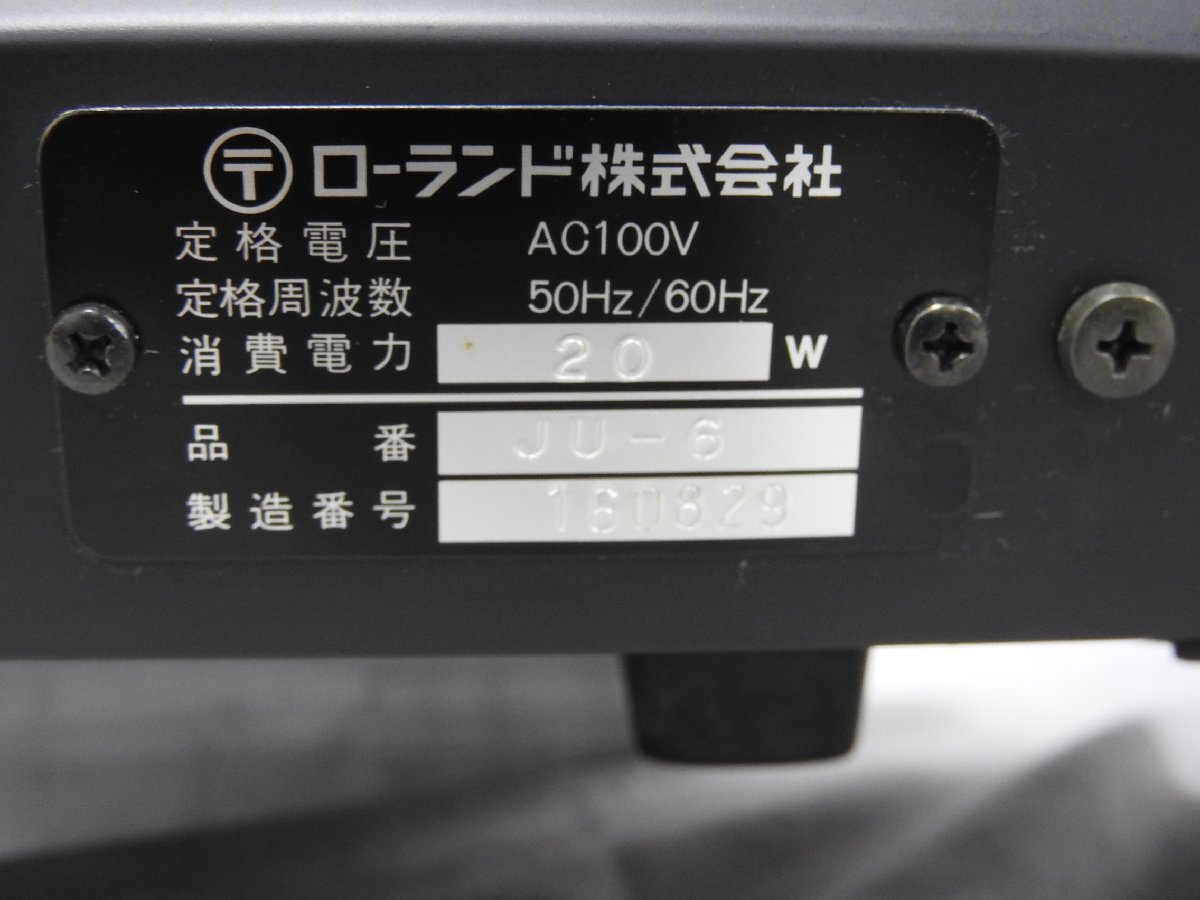 〒 ローランド株式会社
定格電圧 AC100V
定格周波数 50Hz/60Hz
消費電力 20 W
品番 JU-6
製造番号 160829